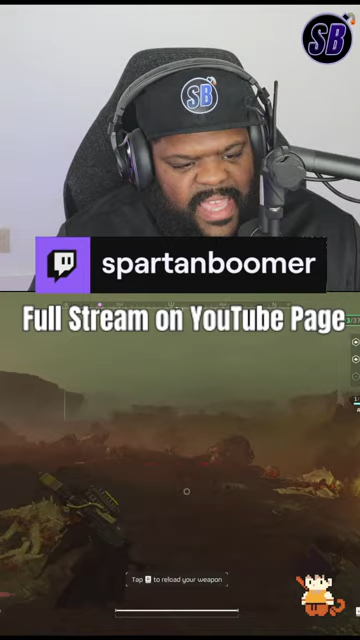 SB
SB
spartanboomer
Full Stream on YouTube Page
Tap to reload your weapon